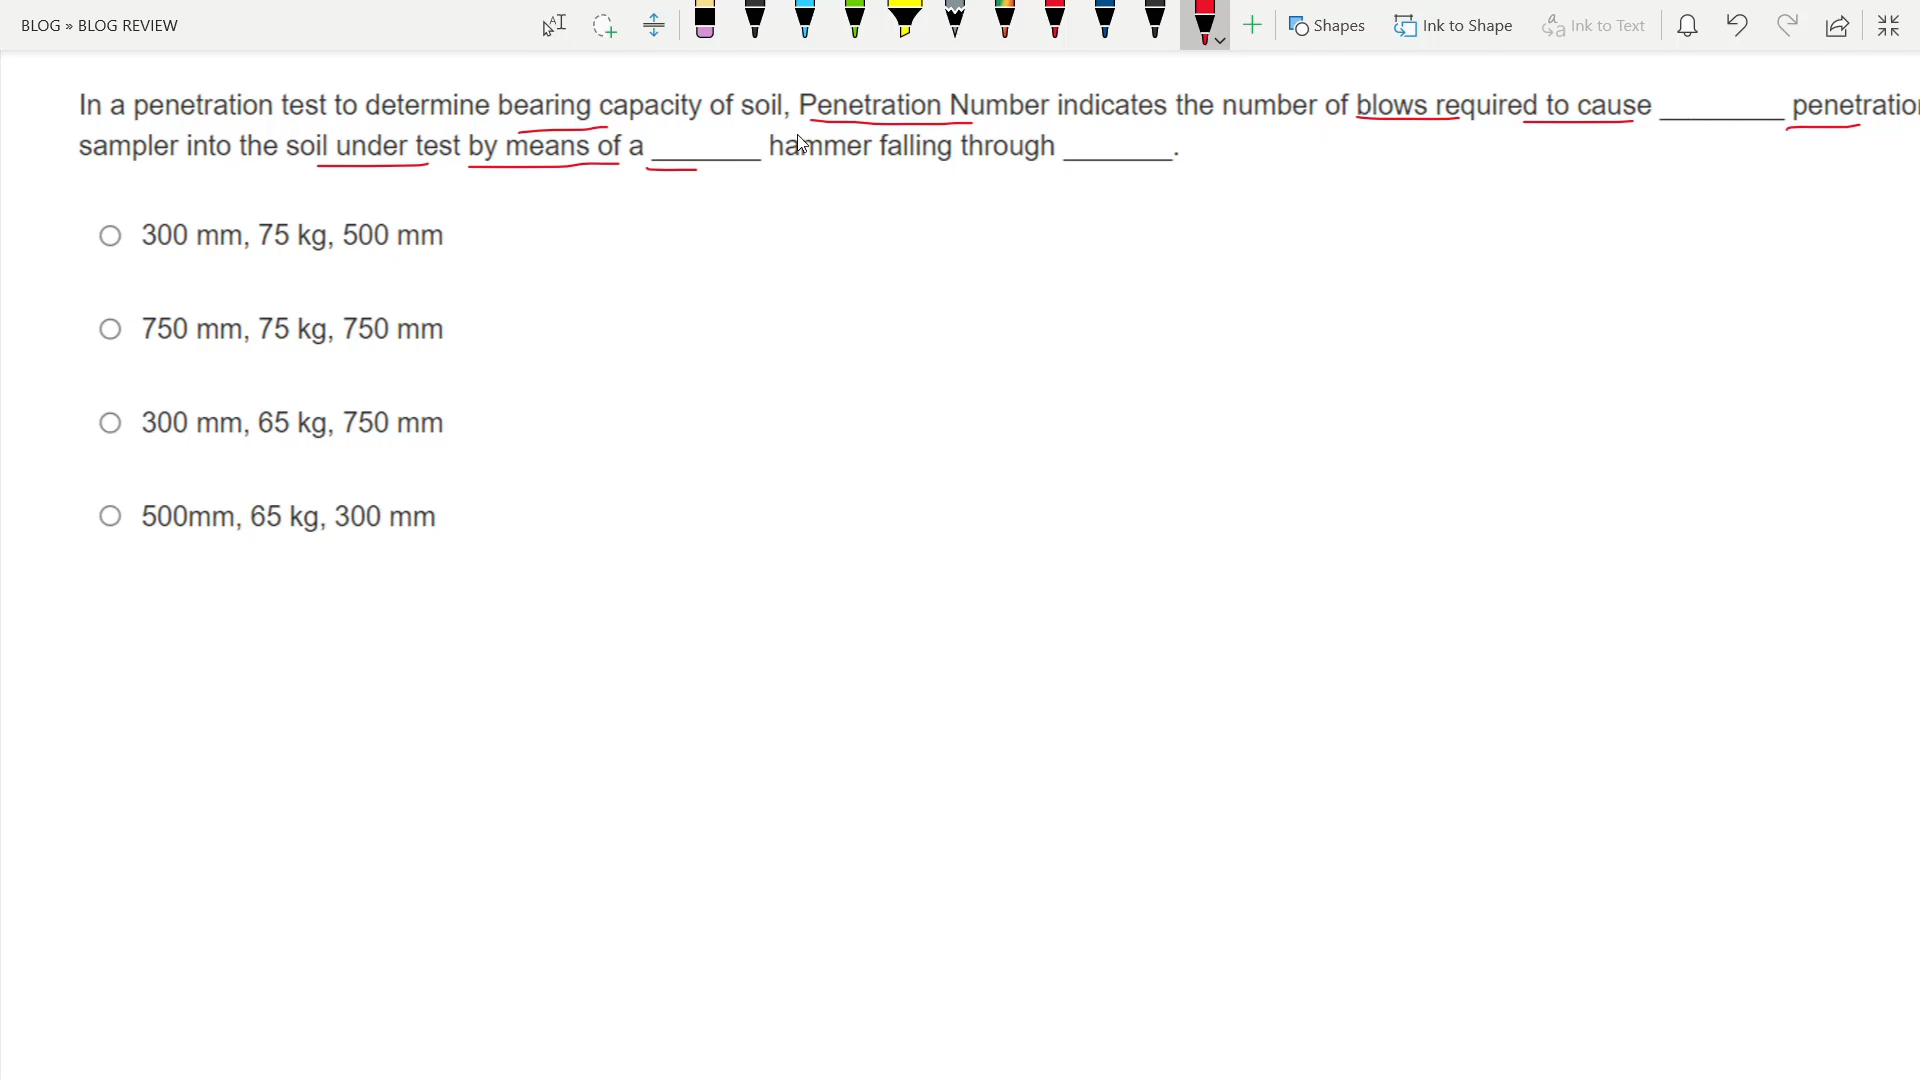 BLOG » BLOG REVIEW
Shapes
Ink to Shape
Ink to Text
In a penetration test to determine bearing capacity of soil, Penetration Number indicates the number of blows required to cause ________ penetratio
sampler into the soil under test by means of a _______ hammer falling through _______.
300 mm, 75 kg, 500 mm
750 mm, 75 kg, 750 mm
300 mm, 65 kg, 750 mm
500mm, 65 kg, 300 mm